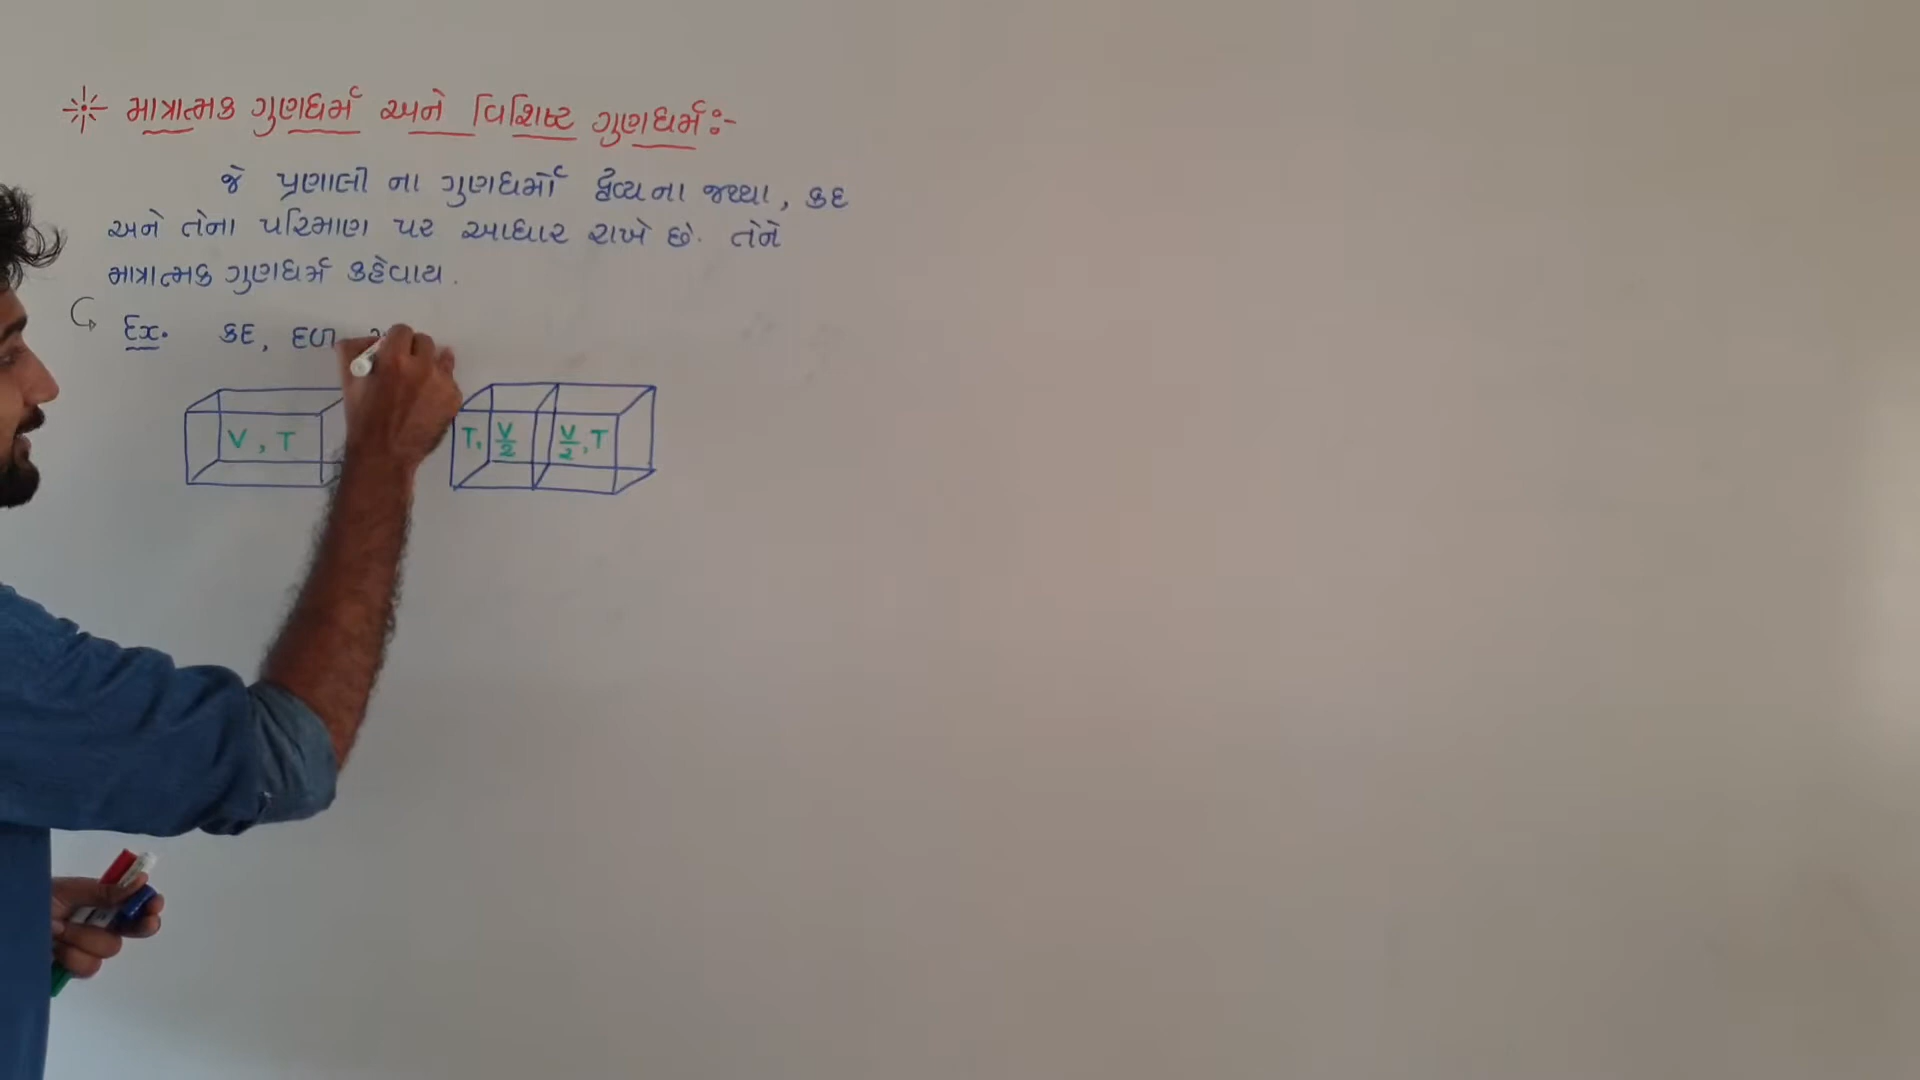 માત્રાત્મક ગુણધર્મ અને વિશિષ્ટ ગુણધર્મ:-
જે પ્રણાલી ના ગુણધર્મો દ્રવ્ય ના જથ્થા, કદ
અને તેના પરિમાણ પર આધાર રાખે છે. તેને
માત્રાત્મક ગુણધર્મ કહેવાય.
Ex. કદ, દળ
V, T
T, V/2 V/2, T